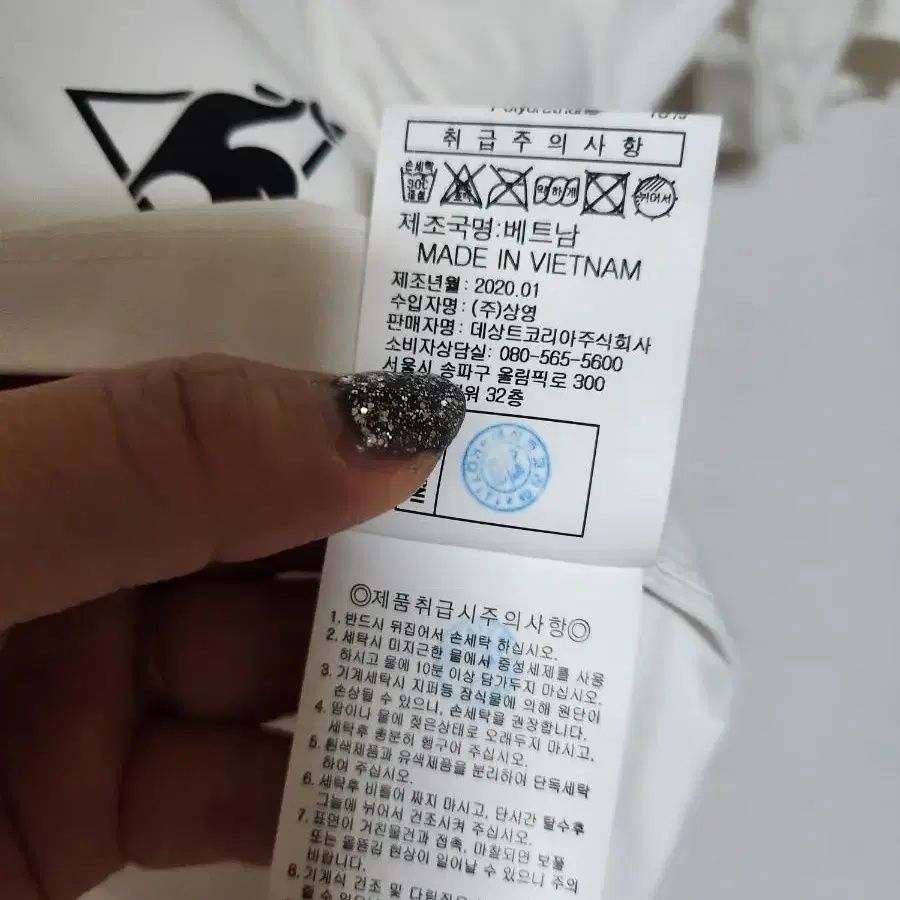 Polyurethane
취급주의사항
손세탁
약하게
뉘어서
제조국명:베트남
MADE IN VIETNAM
제조년월 : 2020.01
수입자명 : (주)상영
판매자명 : 데상트코리아주식회사
소비자상담실: 080-565-5600
서울시 송파구 올림픽로 300
32층
◎제품취급시주의사항◎
1. 반드시 뒤집어서 손세탁 하십시오.
2. 세탁시 미지근한 물에서 중성세제를 사용
하시고 물에 10분 이상 담가두지 마십시오.
3. 기계세탁시 지퍼등 잠식물에 의해 원단이
손상될 수 있으니, 손세탁을 권장합니다.
4. 땀이나 물에 젖은상태로 오래두지 마시고,
세탁후 충분히 헹구어 주십시오.
5. 흰색제품과 유색제품을 분리하여 단독세탁
하여 주십시오.
6. 세탁후 비틀어 짜지 마시고, 단시간 탈수후
그늘에 뉘어서 건조시켜 주십시오.
7. 표면이 거친물건과 접촉, 마찰되면 보풀
또는 올뜯김 현상이 일어날 수 있으니 주의
바랍니다.
8. 기계식 건조 및